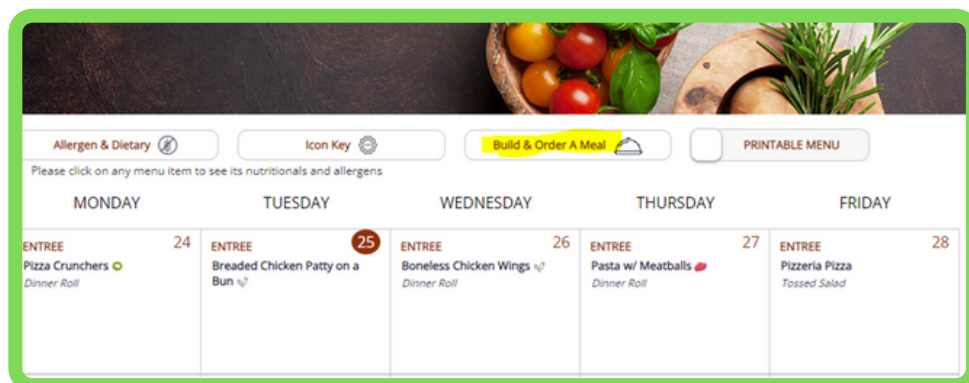 Allergen & Dietary
Icon Key
Build & Order A Meal
PRINTABLE MENU
Please click on any menu item to see its nutritionals and allergens
MONDAY
TUESDAY
WEDNESDAY
THURSDAY
FRIDAY
ENTREE 24
Pizza Crunchers
Dinner Roll
ENTREE 25
Breaded Chicken Patty on a
Bun
ENTREE 26
Boneless Chicken Wings
Dinner Roll
ENTREE 27
Pasta w/ Meatballs
Dinner Roll
ENTREE 28
Pizzeria Pizza
Tossed Salad